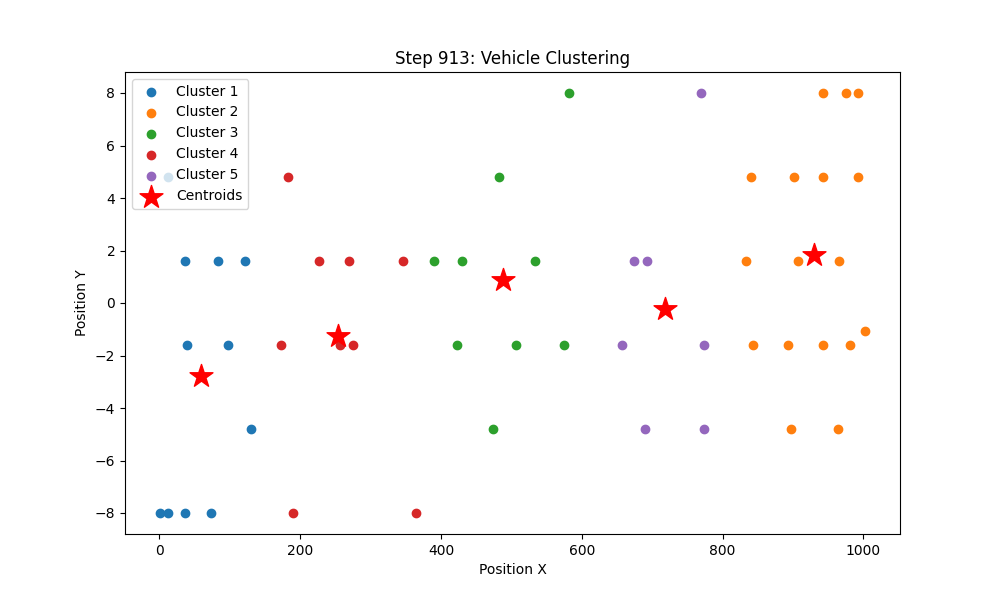 Step 913: Vehicle Clustering
Cluster 1
Cluster 2
Cluster 3
Cluster 4
Cluster 5
Centroids
8
6
4
2
0
−2
−4
−6
−8
Position Y
0 200 400 600 800 1000
Position X